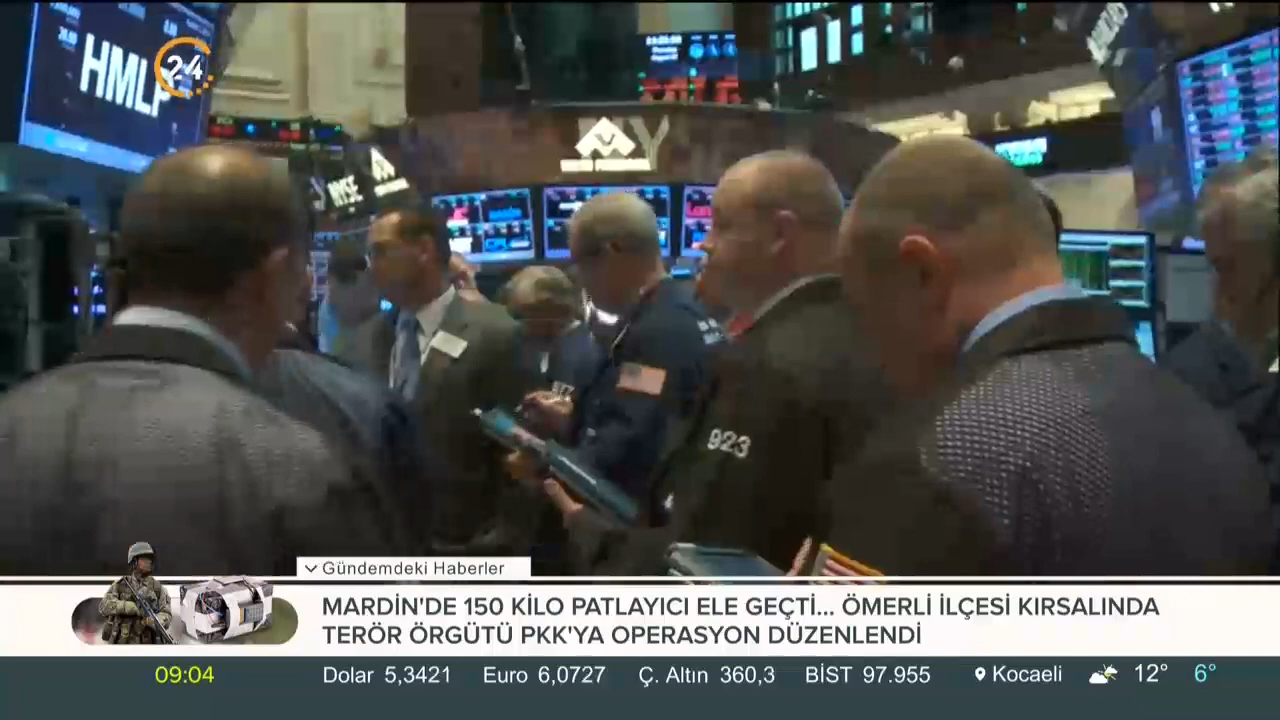 HMLP
24
NYSE
923
Gündemdeki Haberler
MARDİN'DE 150 KİLO PATLAYICI ELE GEÇTİ... ÖMERLİ İLÇESİ KIRSALINDA
TERÖR ÖRGÜTÜ PKK'YA OPERASYON DÜZENLENDİ
09:04 Dolar 5,3421 Euro 6,0727 Ç. Altın 360,3 BİST 97.955 Kocaeli 12° 6°